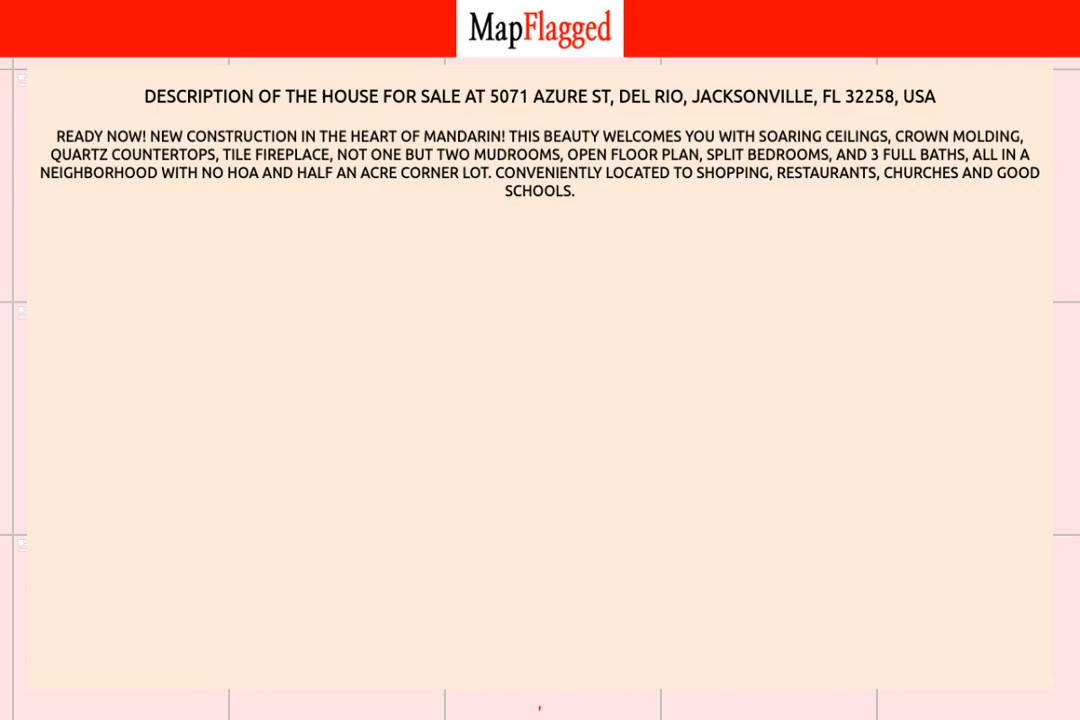 MapFlagged
DESCRIPTION OF THE HOUSE FOR SALE AT 5071 AZURE ST, DEL RIO, JACKSONVILLE, FL 32258, USA
READY NOW! NEW CONSTRUCTION IN THE HEART OF MANDARIN! THIS BEAUTY WELCOMES YOU WITH SOARING CEILINGS, CROWN MOLDING,
QUARTZ COUNTERTOPS, TILE FIREPLACE, NOT ONE BUT TWO MUDROOMS, OPEN FLOOR PLAN, SPLIT BEDROOMS, AND 3 FULL BATHS, ALL IN A
NEIGHBORHOOD WITH NO HOA AND HALF AN ACRE CORNER LOT. CONVENIENTLY LOCATED TO SHOPPING, RESTAURANTS, CHURCHES AND GOOD
SCHOOLS.
,